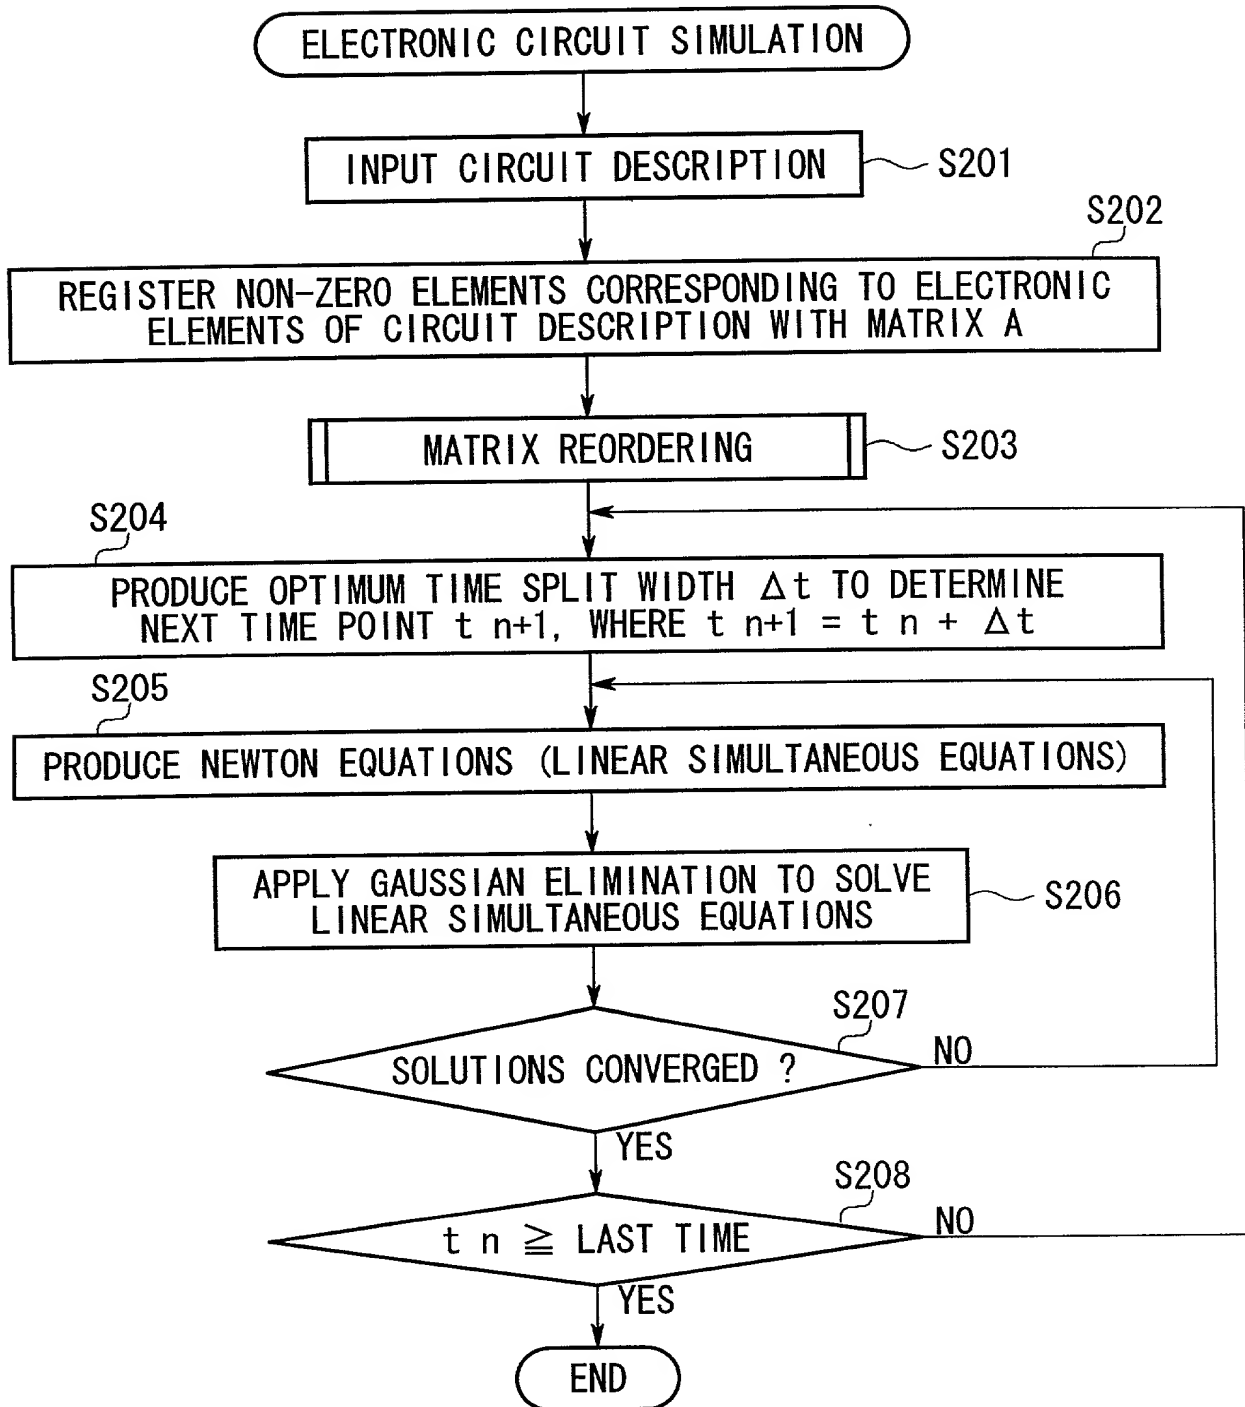 ELECTRONIC CIRCUIT SIMULATION
INPUT CIRCUIT DESCRIPTION
S201
S202
REGISTER NON-ZERO ELEMENTS CORRESPONDING TO ELECTRONIC
ELEMENTS OF CIRCUIT DESCRIPTION WITH MATRIX A
MATRIX REORDERING
S203
S204
PRODUCE OPTIMUM TIME SPLIT WIDTH Δt TO DETERMINE
NEXT TIME POINT t n+1, WHERE t n+1 = t n + Δt
S205
PRODUCE NEWTON EQUATIONS (LINEAR SIMULTANEOUS EQUATIONS)
APPLY GAUSSIAN ELIMINATION TO SOLVE
LINEAR SIMULTANEOUS EQUATIONS
S206
S207
SOLUTIONS CONVERGED ?
NO
YES
S208
t n ≧ LAST TIME
NO
YES
END